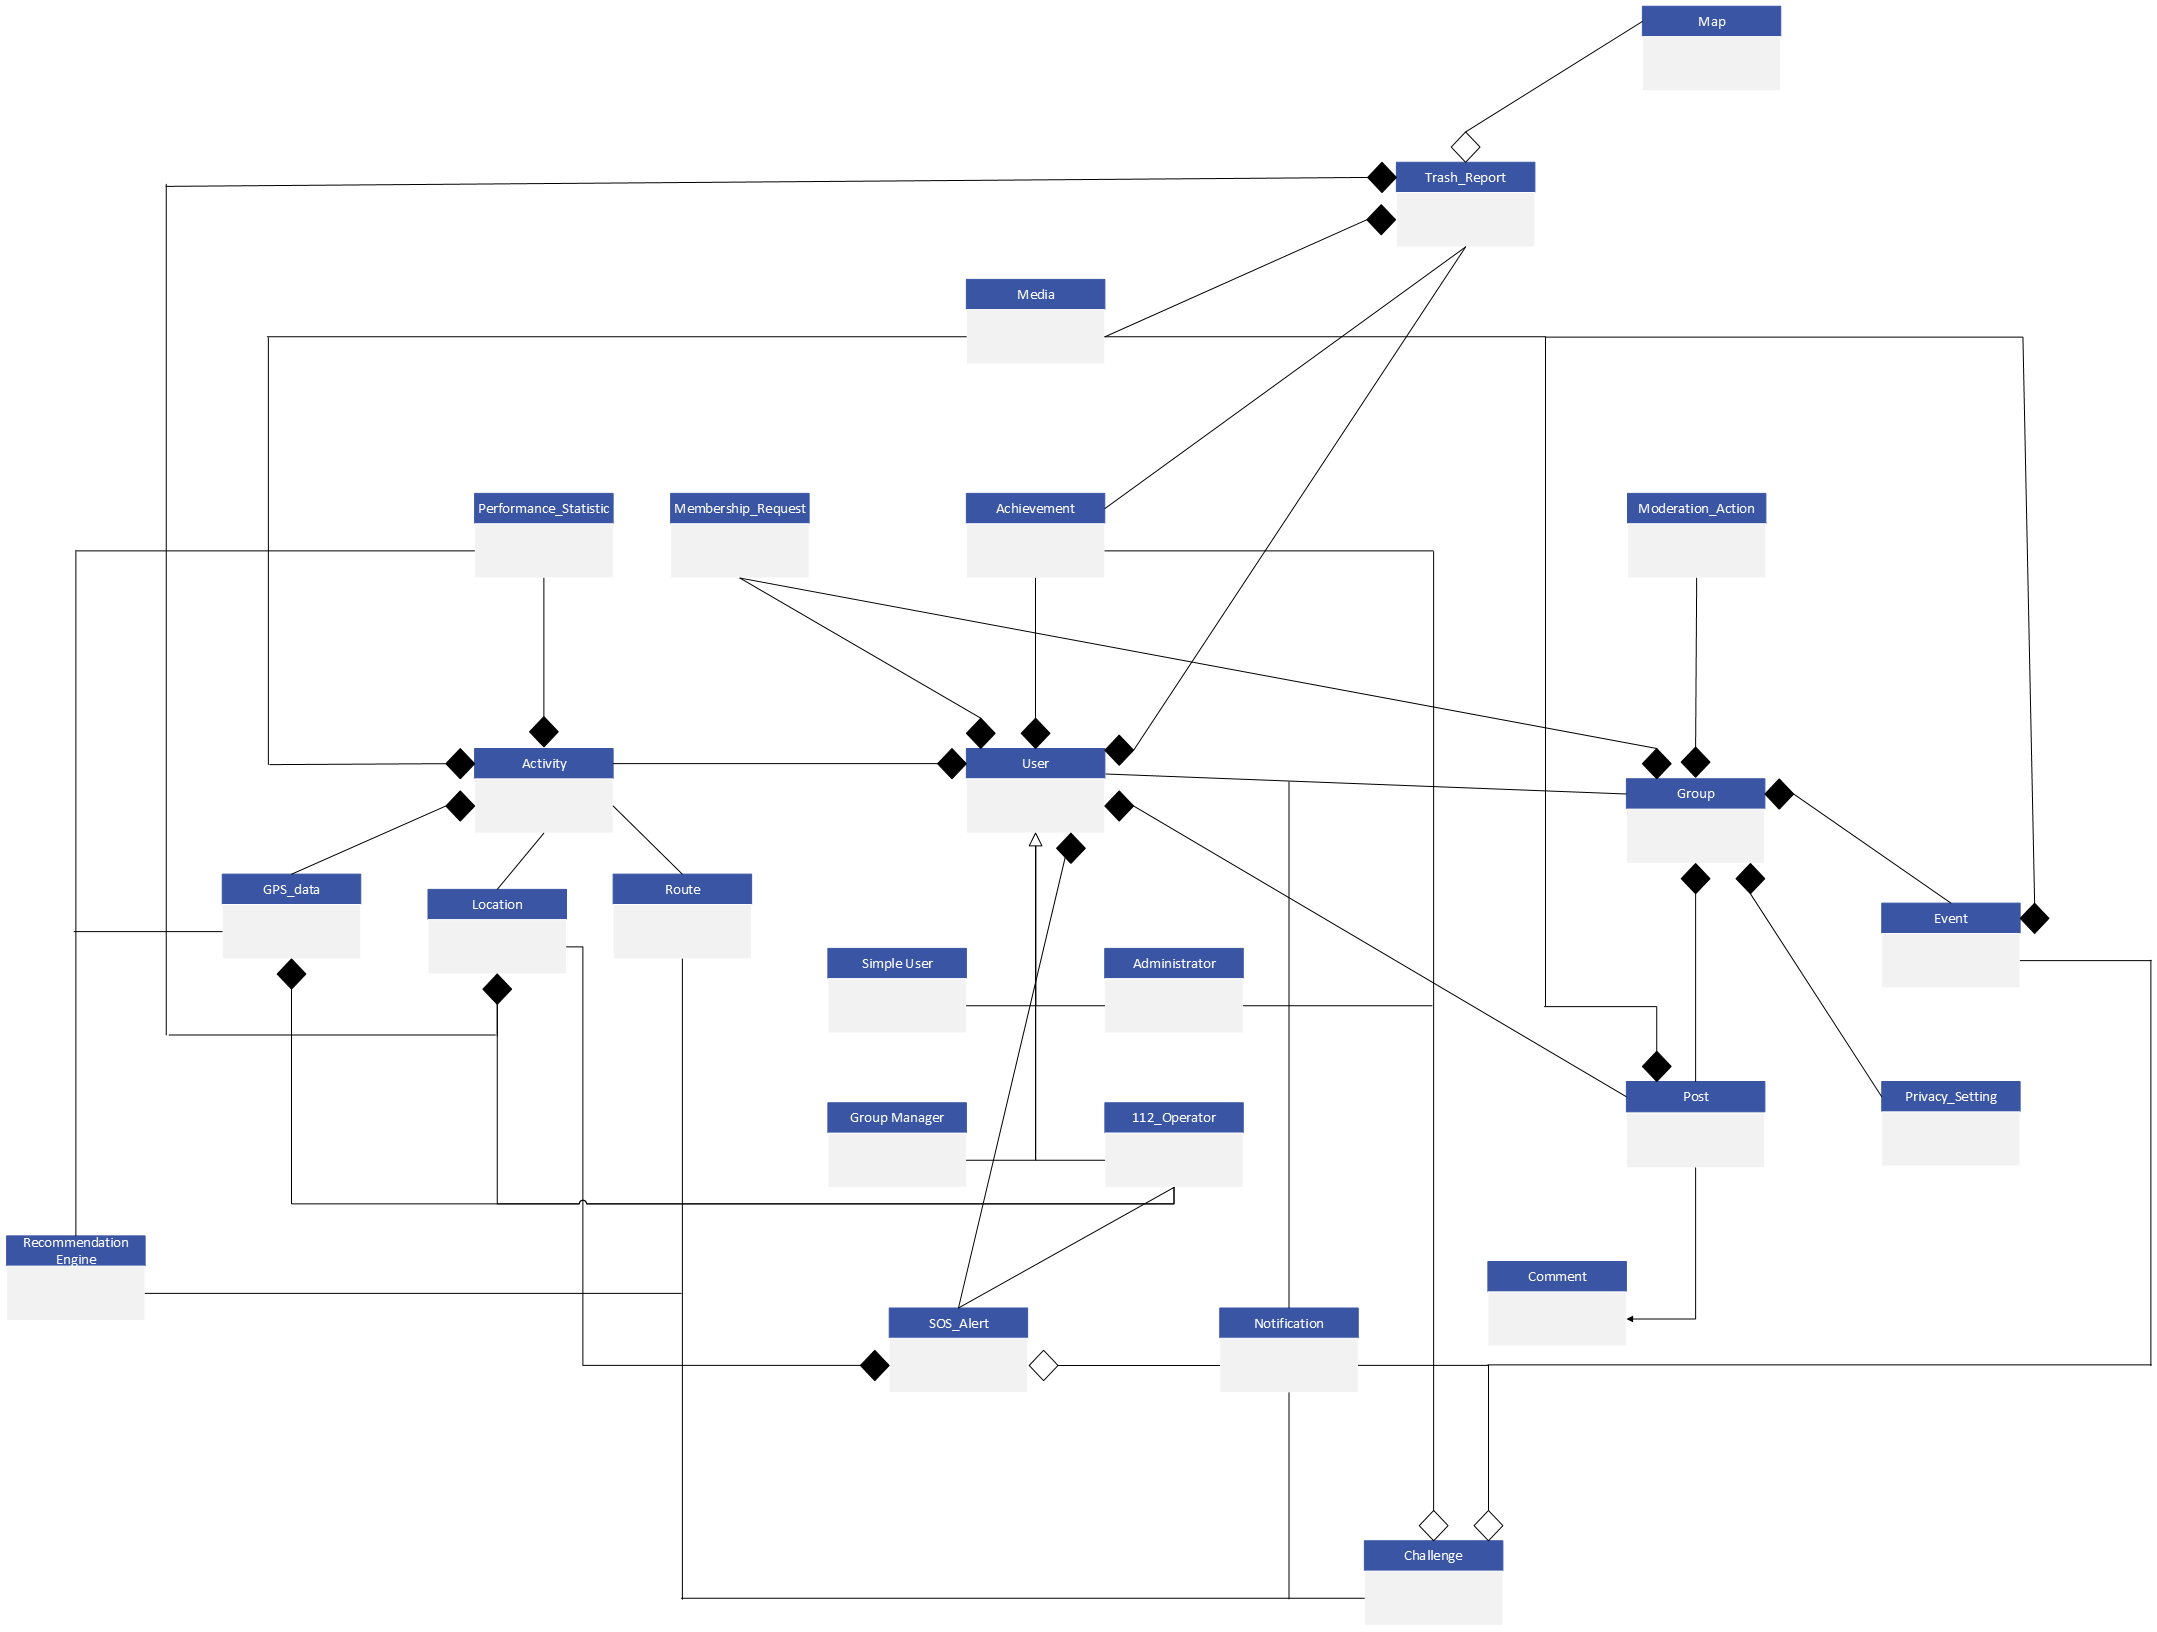 Map
Trash_Report
Media
Performance_Statistic
Membership_Request
Achievement
Moderation_Action
Activity
User
Group
GPS_data
Location
Route
Event
Simple User
Administrator
Group Manager
112_Operator
Post
Privacy_Setting
Recommendation
Engine
Comment
SOS_Alert
Notification
Challenge